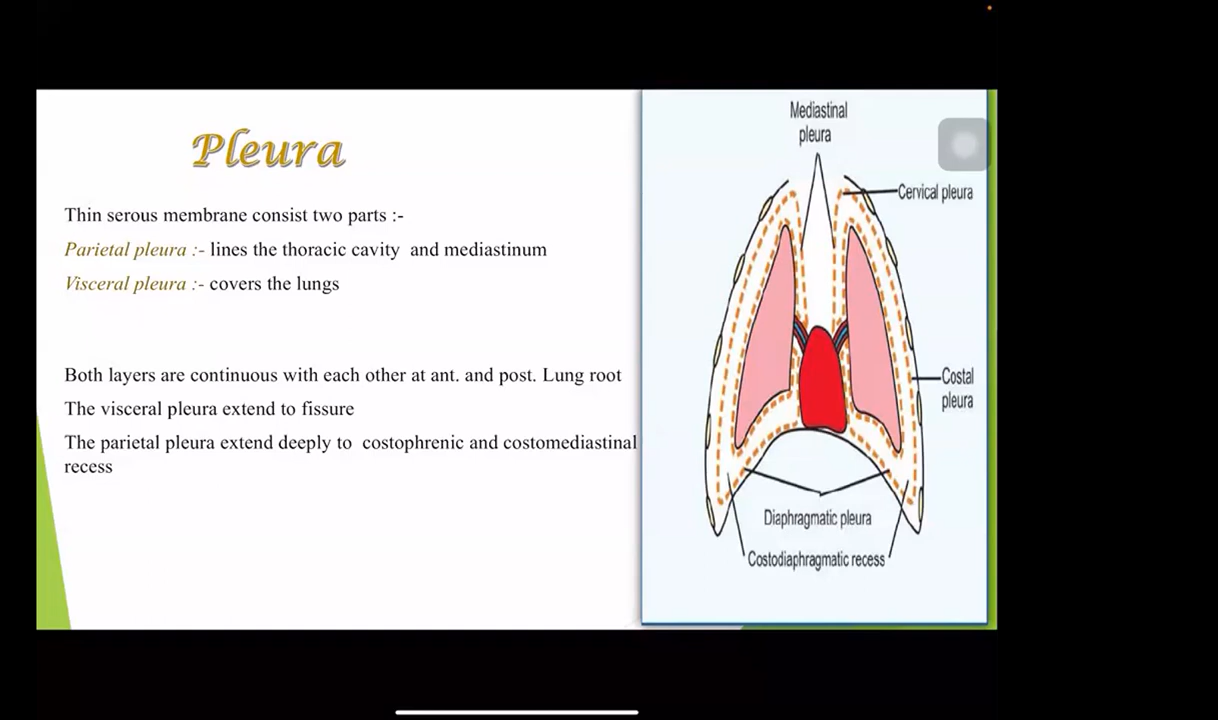 Pleura
Thin serous membrane consist two parts :-
Parietal pleura :- lines the thoracic cavity  and mediastinum
Visceral pleura :- covers the lungs
Both layers are continuous with each other at ant. and post. Lung root
The visceral pleura extend to fissure
The parietal pleura extend deeply to  costophrenic and costomediastinal
recess
Mediastinal
pleura
Cervical pleura
Costal
pleura
Diaphragmatic pleura
Costodiaphragmatic recess